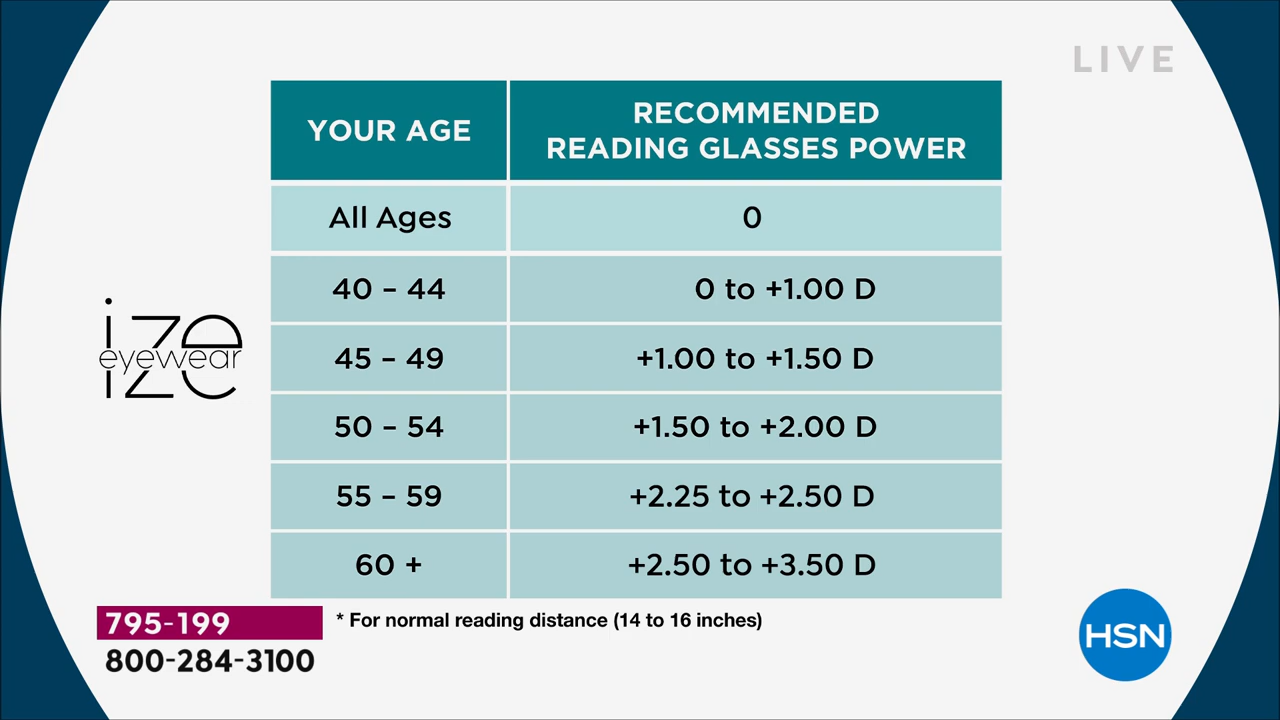 LIVE
YOUR AGE
RECOMMENDED
READING GLASSES POWER
All Ages
0
40 – 44
0 to +1.00 D
45 – 49
+1.00 to +1.50 D
50 – 54
+1.50 to +2.00 D
55 – 59
+2.25 to +2.50 D
60 +
+2.50 to +3.50 D
ize
eyewear
795-199
800-284-3100
* For normal reading distance (14 to 16 inches)
HSN